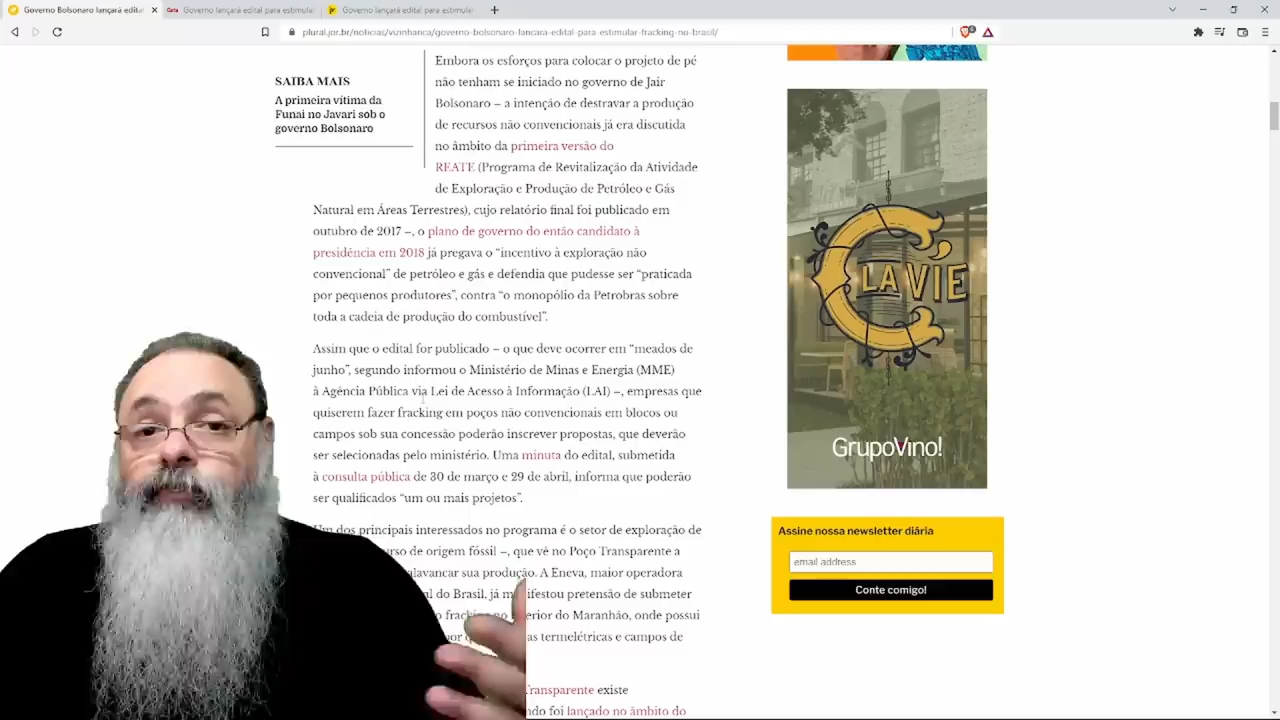 Governo Bolsonaro lançará edital
Governo lançará edital para estimular
Governo lançará edital para estimular
plural.jor.br/noticias/vizinhanca/governo-bolsonaro-lancara-edital-para-estimular-fracking-no-brasil/
SAIBA MAIS
A primeira vítima da
Funai no Javari sob o
governo Bolsonaro
Embora os esforços para colocar o projeto de pé
não tenham se iniciado no governo de Jair
Bolsonaro – a intenção de destravar a produção
de recursos não convencionais já era discutida
no âmbito da primeira versão do
REATE (Programa de Revitalização da Atividade
de Exploração e Produção de Petróleo e Gás
Natural em Áreas Terrestres), cujo relatório final foi publicado em
outubro de 2017 –, o plano de governo do então candidato à
presidência em 2018 já pregava o “incentivo à exploração não
convencional” de petróleo e gás e defendia que pudesse ser “praticada
por pequenos produtores”, contra “o monopólio da Petrobras sobre
toda a cadeia de produção do combustível”.
Assim que o edital for publicado – o que deve ocorrer em “meados de
junho”, segundo informou o Ministério de Minas e Energia (MME)
à Agência Pública via Lei de Acesso à Informação (LAI) –, empresas que
quiserem fazer fracking em poços não convencionais em blocos ou
campos sob sua concessão poderão inscrever propostas, que deverão
ser selecionadas pelo ministério. Uma minuta do edital, submetida
à consulta pública de 30 de março e 29 de abril, informa que poderão
ser qualificados “um ou mais projetos”.
Um dos principais interessados no programa é o setor de exploração de
urso de origem fóssil –, que vê no Poço Transparente a
alavancar sua produção. A Eneva, maior operadora
al do Brasil, já manifestou pretensão de submeter
o fracking no interior do Maranhão, onde possui
as termelétricas e campos de
Transparente existe
ndo foi lançado no âmbito do
C LA VIE
GrupoVino!
Assine nossa newsletter diária
email address
Conte comigo!